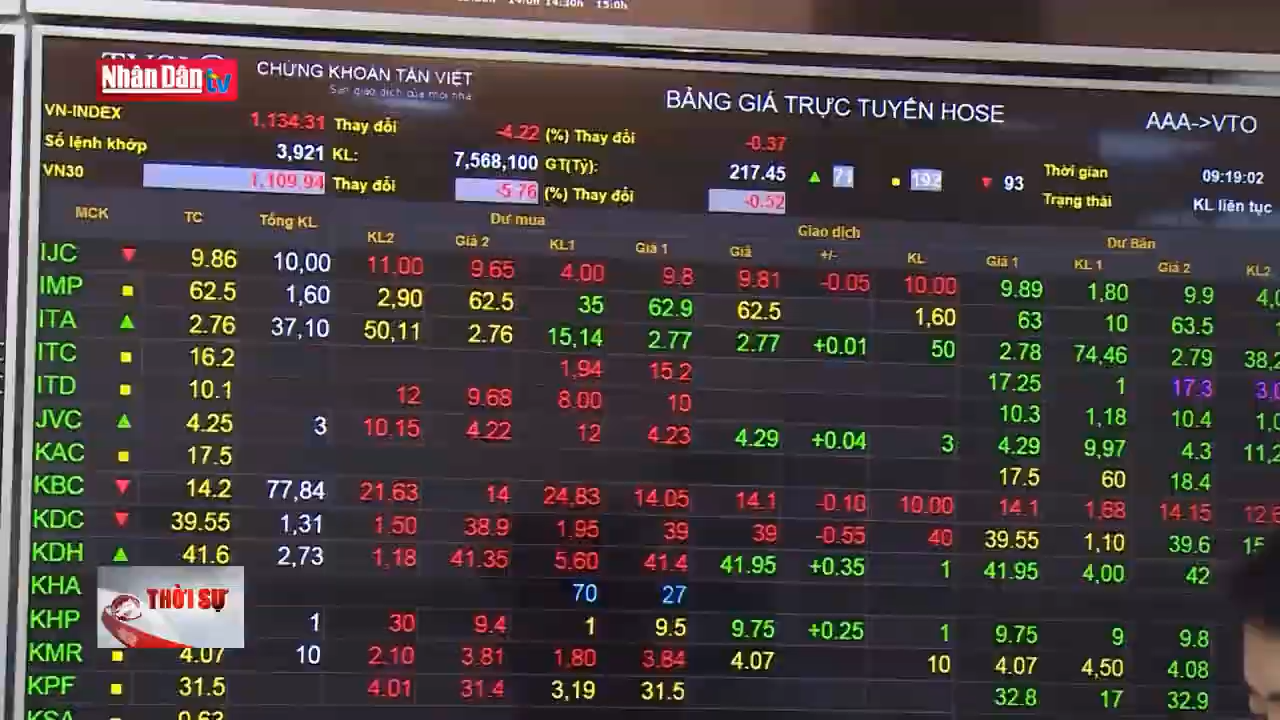 14:30h 15:0h
Nhân Dân tv
CHỨNG KHOÁN TÂN VIỆT
Sàn giao dịch của mọi nhà
BẢNG GIÁ TRỰC TUYẾN HOSE
AAA->VTO
VN-INDEX 1,134.31 Thay đổi -4.22 (%) Thay đổi -0.37
Số lệnh khớp 3,921 KL: 7,568,100 GT(Tỷ): 217.45 71 192 93 Thời gian 09:19:02
VN30 1,109.94 Thay đổi -5.76 (%) Thay đổi -0.52 Trạng thái KL liên tục
MCK TC Tổng KL Dư mua Giao dịch Dư Bán
KL2 Giá 2 KL1 Giá 1 Giá +/- KL Giá 1 KL 1 Giá 2 KL2
IJC 9.86 10,00 11,00 9.65 4,00 9.8 9.81 -0.05 10,00 9.89 1,80 9.9
IMP 62.5 1,60 2,90 62.5 35 62.9 62.5 1,60 63 10 63.5
ITA 2.76 37,10 50,11 2.76 15,14 2.77 2.77 +0.01 50 2.78 74,46 2.79
ITC 16.2 1,94 15.2 17.25 1 17.3
ITD 10.1 12 9.68 8,00 10 10.3 1,18 10.4
JVC 4.25 3 10,15 4.22 12 4.23 4.29 +0.04 3 4.29 9,97 4.3
KAC 17.5 17.5 60 18.4
KBC 14.2 77,84 21,63 14 24,83 14.05 14.1 -0.10 10,00 14.1 1,68 14.15
KDC 39.55 1,31 1,50 38.9 1,95 39 39 -0.55 40 39.55 1,10 39.6
KDH 41.6 2,73 1,18 41.35 5,60 41.4 41.95 +0.35 1 41.95 4,00 42
KHA 70 27
THỜI SỰ
KHP 1 30 9.4 1 9.5 9.75 +0.25 1 9.75 9 9.8
KMR 4.07 10 2,10 3.81 1,80 3.84 4.07 10 4.07 4,50 4.08
KPF 31.5 4,01 31.4 3,19 31.5 32.8 17 32.9
KSA 0.63